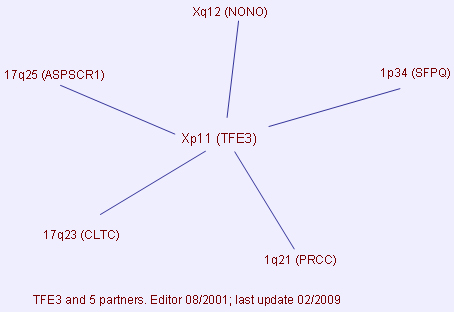 Xq12 (NONO)
17q25 (ASPSCR1)
1p34 (SFPQ)
Xp11 (TFE3)
17q23 (CLTC)
1q21 (PRCC)
TFE3 and 5 partners. Editor 08/2001; last update 02/2009